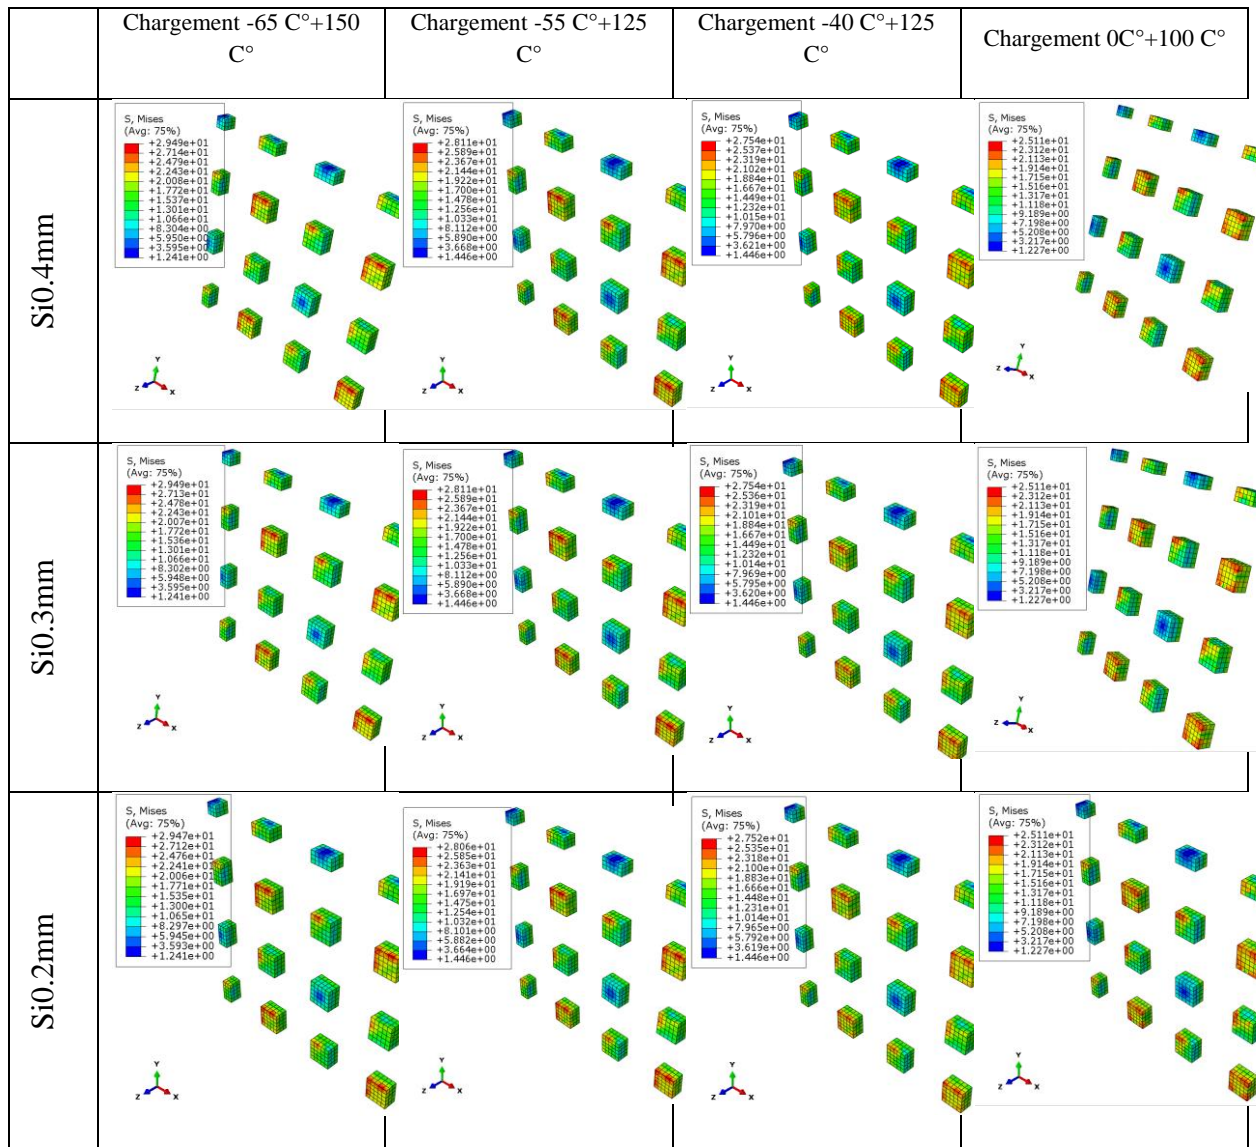 Chargement -65 C°+150
C°
Chargement -55 C°+125
C°
Chargement -40 C°+125
C°
Chargement 0C°+100 C°
Si0.4mm
S, Mises
(Avg: 75%)
+2.949e+01
+2.714e+01
+2.479e+01
+2.243e+01
+2.008e+01
+1.772e+01
+1.537e+01
+1.301e+01
+1.066e+01
+8.304e+00
+5.950e+00
+3.595e+00
+1.241e+00
Y
Z
X
S, Mises
(Avg: 75%)
+2.811e+01
+2.589e+01
+2.367e+01
+2.144e+01
+1.922e+01
+1.700e+01
+1.478e+01
+1.256e+01
+1.033e+01
+8.112e+00
+5.890e+00
+3.668e+00
+1.446e+00
Y
Z
X
S, Mises
(Avg: 75%)
+2.754e+01
+2.537e+01
+2.319e+01
+2.102e+01
+1.884e+01
+1.667e+01
+1.449e+01
+1.232e+01
+1.015e+01
+7.970e+00
+5.796e+00
+3.621e+00
+1.446e+00
Y
Z
X
S, Mises
(Avg: 75%)
+2.511e+01
+2.312e+01
+2.113e+01
+1.914e+01
+1.715e+01
+1.516e+01
+1.317e+01
+1.118e+01
+9.189e+00
+7.198e+00
+5.208e+00
+3.217e+00
+1.227e+00
Y
Z
X
Si0.3mm
S, Mises
(Avg: 75%)
+2.949e+01
+2.713e+01
+2.478e+01
+2.243e+01
+2.007e+01
+1.772e+01
+1.536e+01
+1.301e+01
+1.066e+01
+8.302e+00
+5.948e+00
+3.595e+00
+1.241e+00
Y
Z
X
S, Mises
(Avg: 75%)
+2.811e+01
+2.589e+01
+2.367e+01
+2.144e+01
+1.922e+01
+1.700e+01
+1.478e+01
+1.256e+01
+1.033e+01
+8.112e+00
+5.890e+00
+3.668e+00
+1.446e+00
Y
Z
X
S, Mises
(Avg: 75%)
+2.754e+01
+2.536e+01
+2.319e+01
+2.101e+01
+1.884e+01
+1.667e+01
+1.449e+01
+1.232e+01
+1.014e+01
+7.969e+00
+5.795e+00
+3.620e+00
+1.446e+00
Y
Z
X
S, Mises
(Avg: 75%)
+2.511e+01
+2.312e+01
+2.113e+01
+1.914e+01
+1.715e+01
+1.516e+01
+1.317e+01
+1.118e+01
+9.189e+00
+7.198e+00
+5.208e+00
+3.217e+00
+1.227e+00
Y
Z
X
Si0.2mm
S, Mises
(Avg: 75%)
+2.947e+01
+2.712e+01
+2.476e+01
+2.241e+01
+2.006e+01
+1.771e+01
+1.535e+01
+1.300e+01
+1.065e+01
+8.297e+00
+5.945e+00
+3.593e+00
+1.241e+00
Y
Z
X
S, Mises
(Avg: 75%)
+2.806e+01
+2.585e+01
+2.363e+01
+2.141e+01
+1.919e+01
+1.697e+01
+1.475e+01
+1.254e+01
+1.032e+01
+8.101e+00
+5.882e+00
+3.664e+00
+1.446e+00
Y
Z
X
S, Mises
(Avg: 75%)
+2.752e+01
+2.535e+01
+2.318e+01
+2.100e+01
+1.883e+01
+1.666e+01
+1.448e+01
+1.231e+01
+1.014e+01
+7.965e+00
+5.792e+00
+3.619e+00
+1.446e+00
Y
Z
X
S, Mises
(Avg: 75%)
+2.511e+01
+2.312e+01
+2.113e+01
+1.914e+01
+1.715e+01
+1.516e+01
+1.317e+01
+1.118e+01
+9.189e+00
+7.198e+00
+5.208e+00
+3.217e+00
+1.227e+00
Y
Z
X